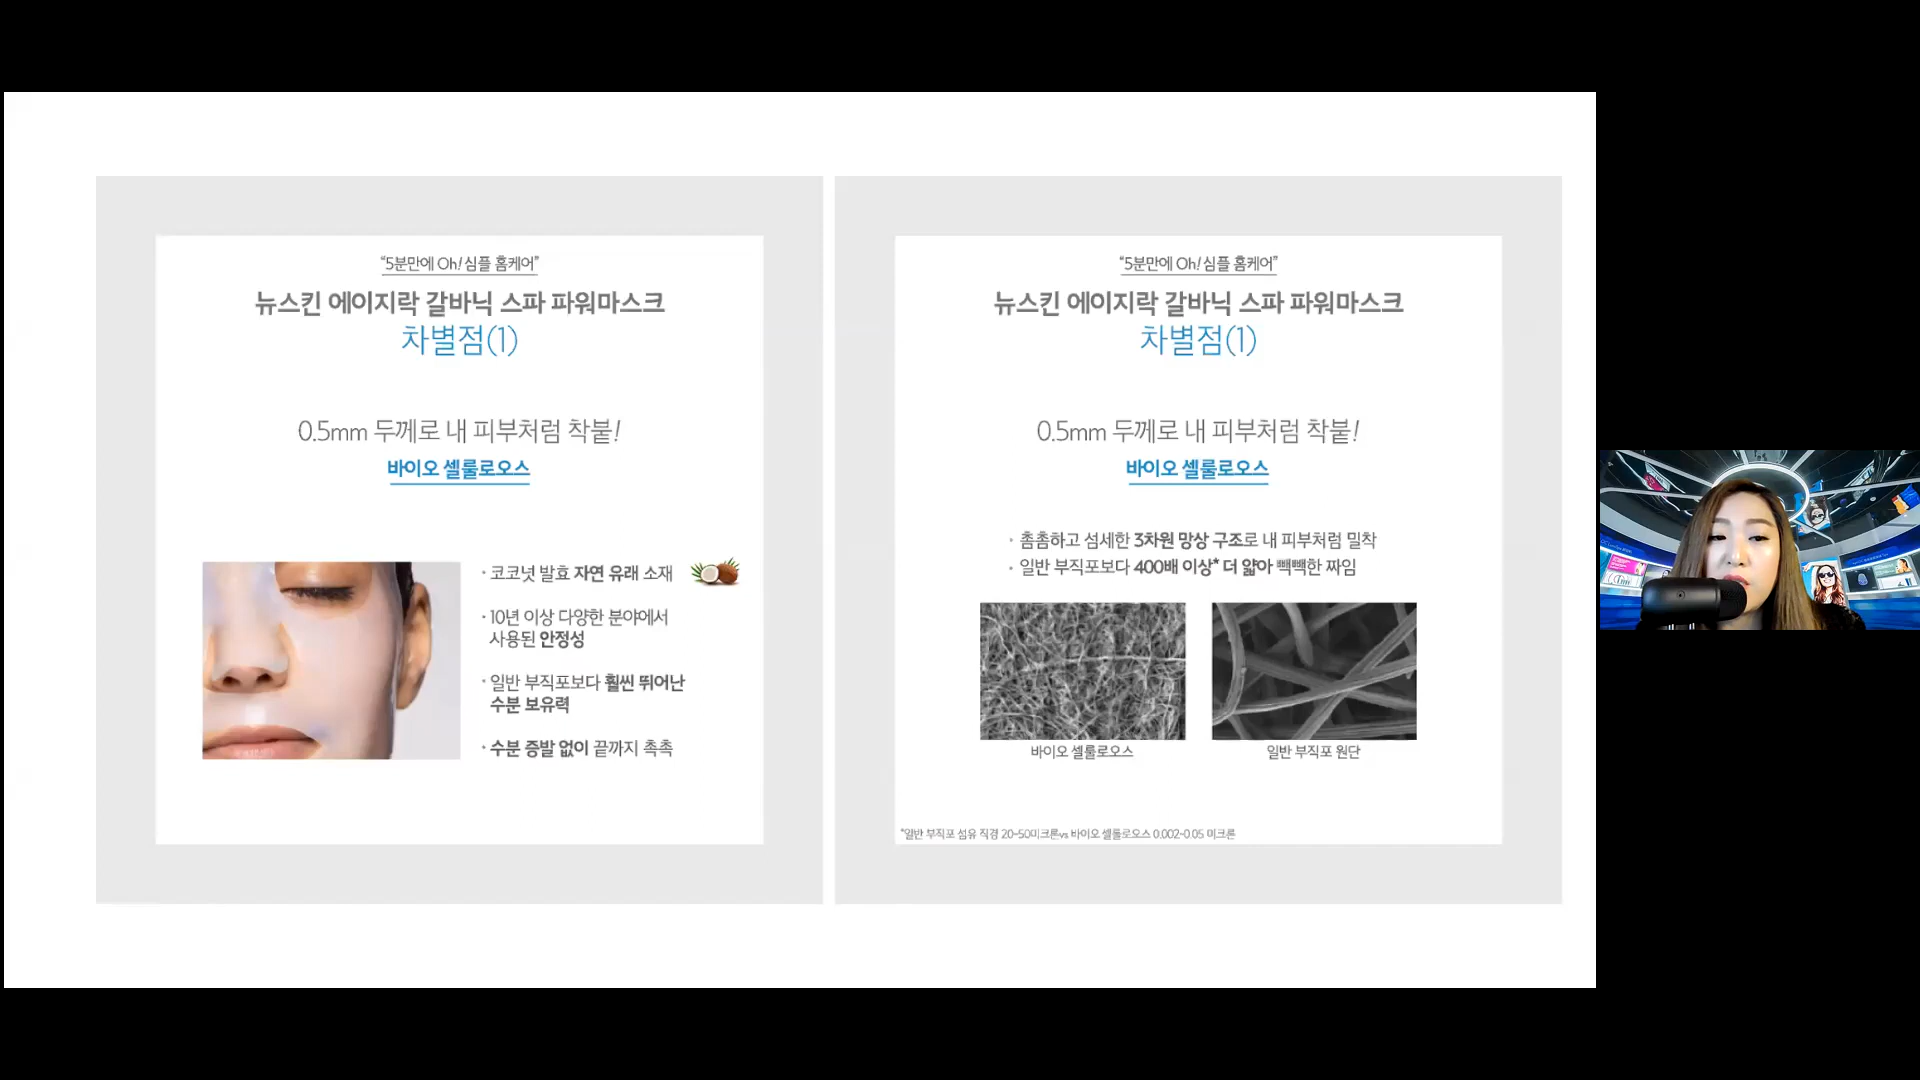 “5분만에 Oh! 심플 홈케어”
뉴스킨 에이지락 갈바닉 스파 파워마스크
차별점(1)
0.5mm 두께로 내 피부처럼 착붙!
바이오 셀룰로오스
· 코코넛 발효 자연 유래 소재
· 10년 이상 다양한 분야에서
사용된 안정성
· 일반 부직포보다 훨씬 뛰어난
수분 보유력
· 수분 증발 없이 끝까지 촉촉
“5분만에 Oh! 심플 홈케어”
뉴스킨 에이지락 갈바닉 스파 파워마스크
차별점(1)
0.5mm 두께로 내 피부처럼 착붙!
바이오 셀룰로오스
· 촘촘하고 섬세한 3차원 망상 구조로 내 피부처럼 밀착
· 일반 부직포보다 400배 이상* 더 얇아 빽빽한 짜임
바이오 셀룰로오스
일반 부직포 원단
*일반 부직포 섬유 직경 20~50미크론vs 바이오 셀룰로오스 0.002~0.05 미크론